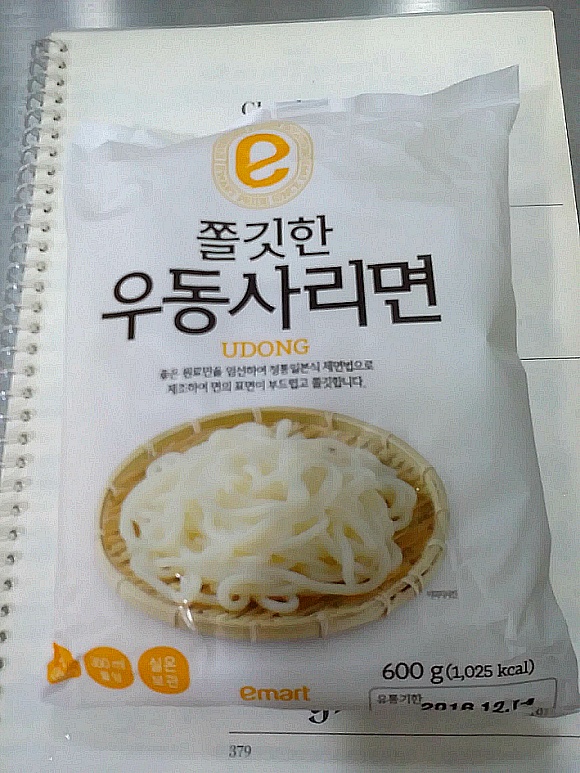 e
쫄깃한
우동사리면
UDONG
좋은 원료만을 엄선하여 정통일본식 제면법으로
제조하여 면의 표면이 부드럽고 쫄깃합니다.
실온
보관
600 g (1,025 kcal)
emart
유통기한
2016.12.14
379